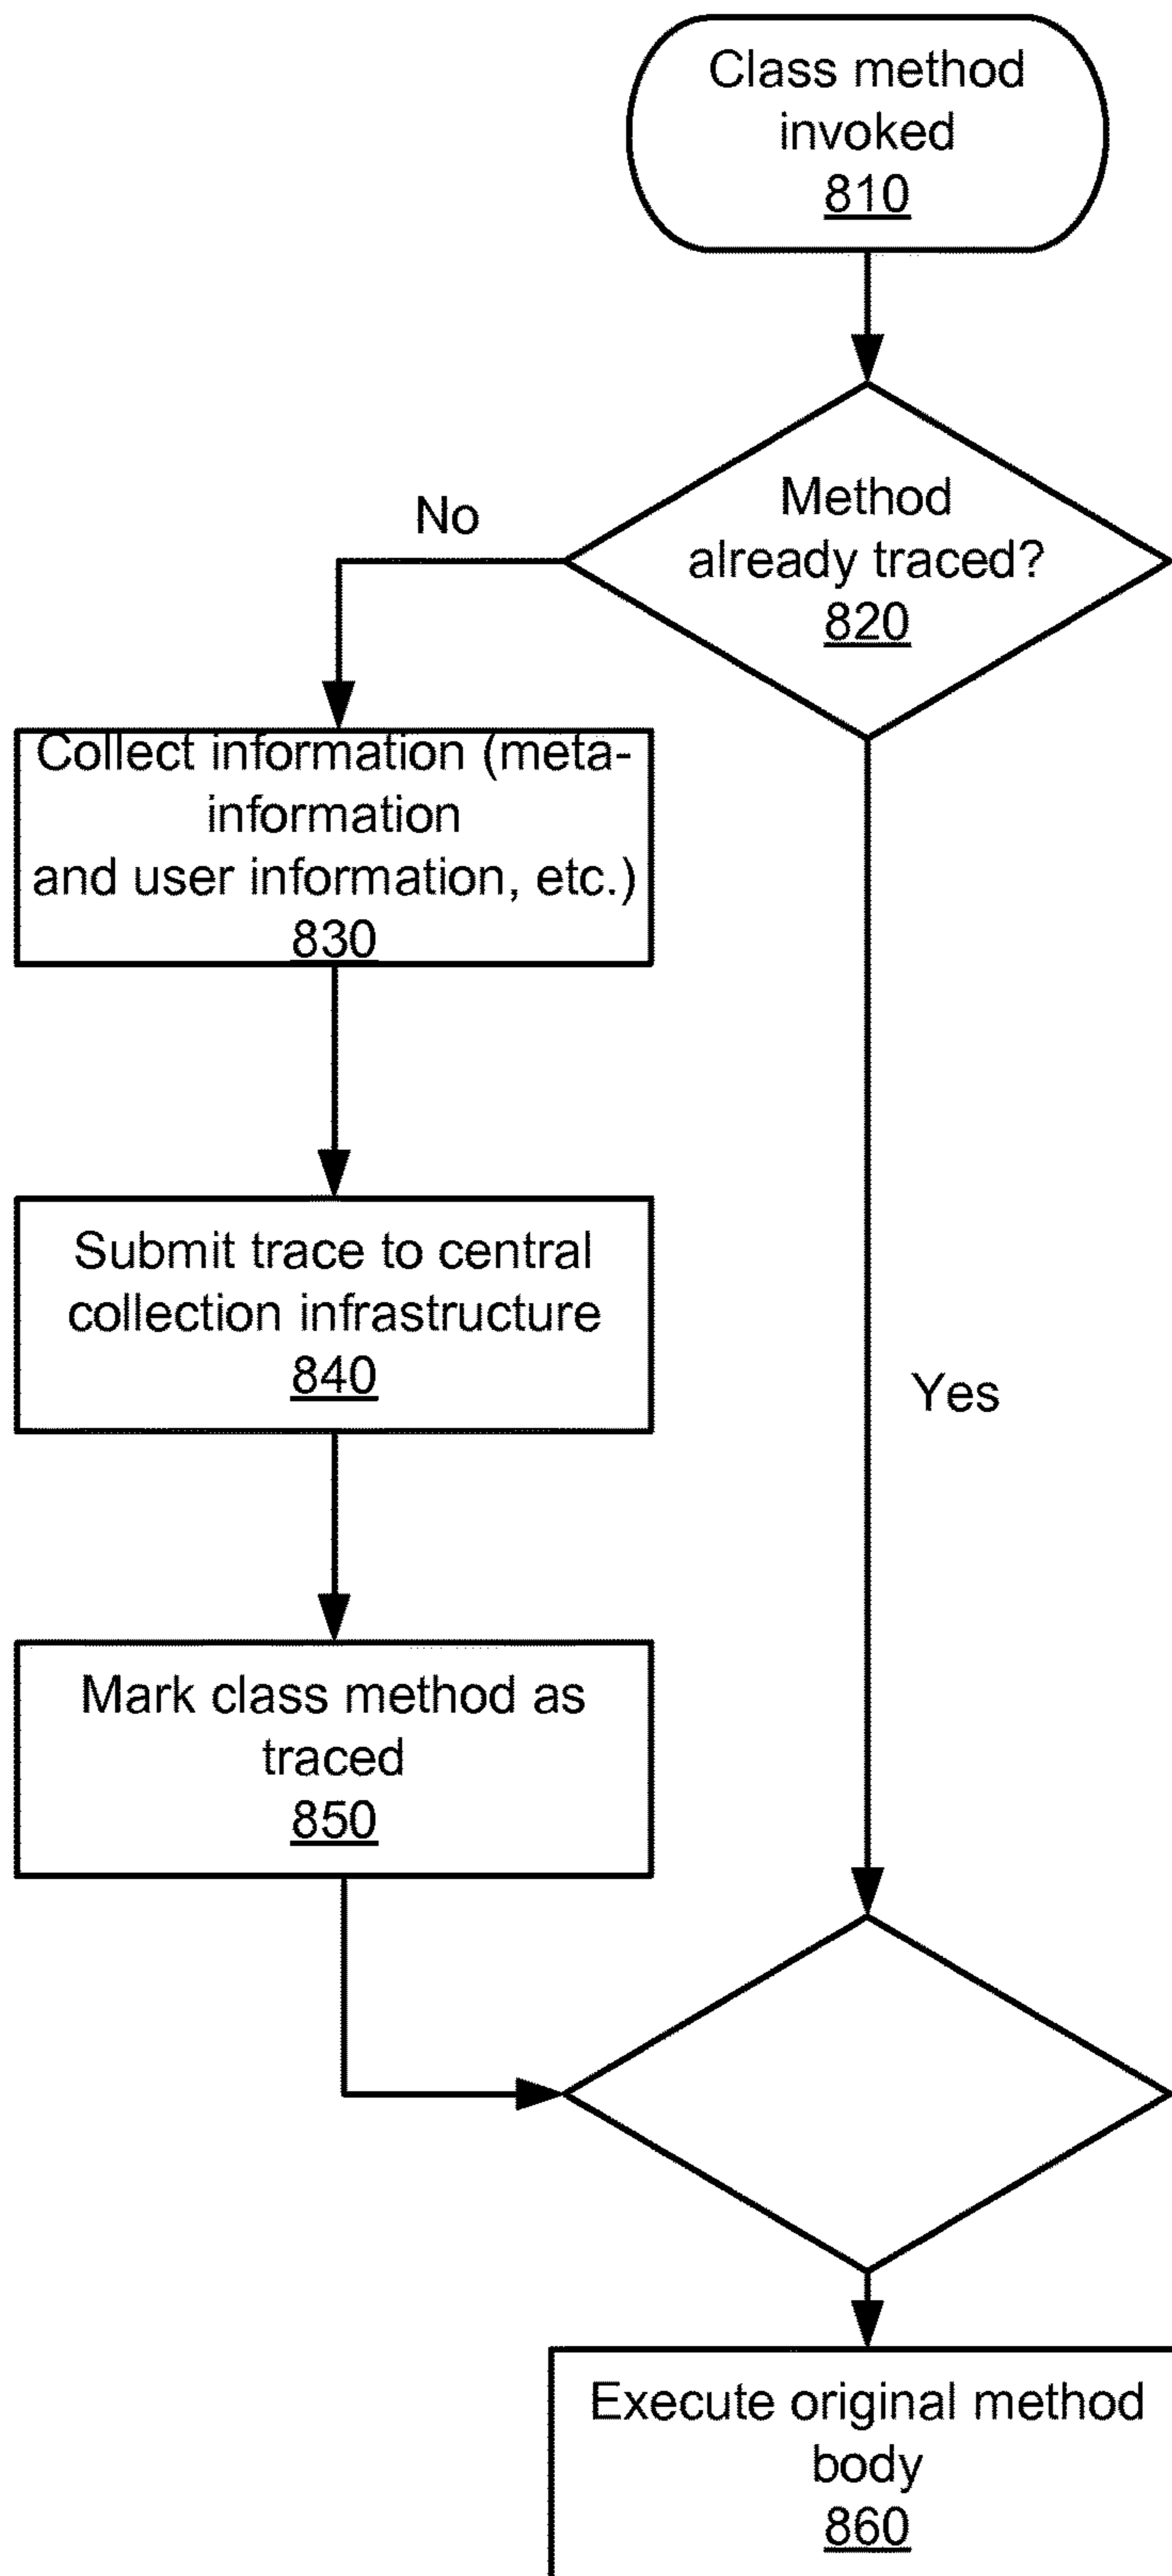 Class method
invoked
810
Method
already traced?
820
No
Collect information (meta-
information
and user information, etc.)
830
Submit trace to central
collection infrastructure
840
Yes
Mark class method as
traced
850
Execute original method
body
860